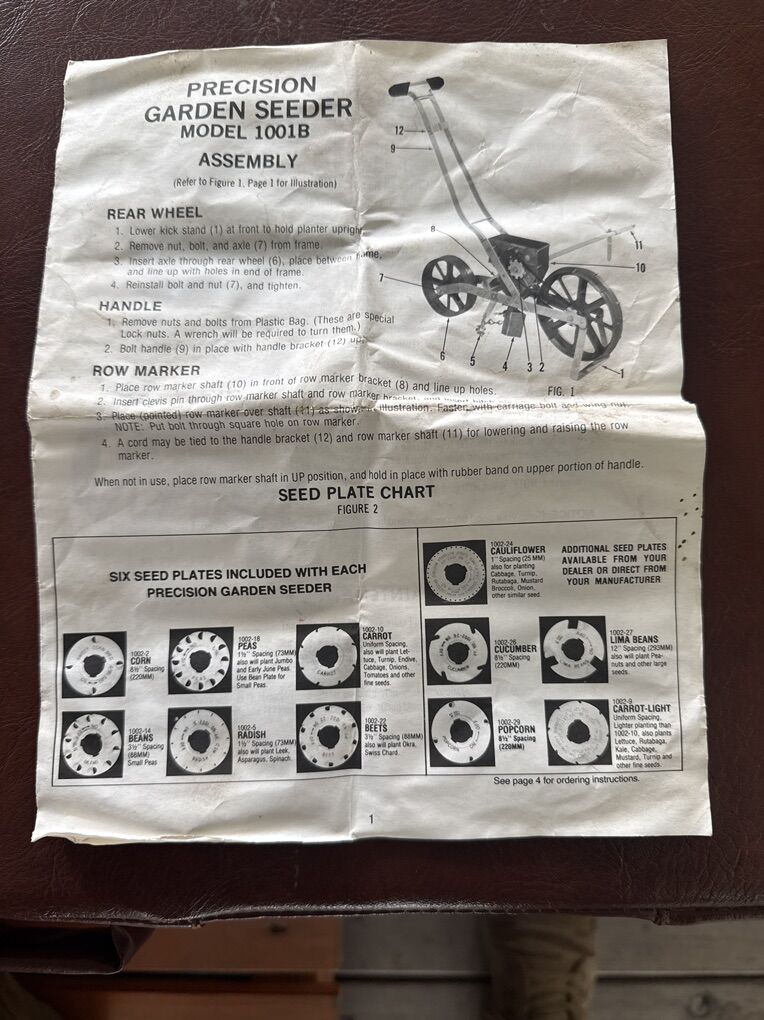 PRECISION
GARDEN SEEDER
MODEL 1001B
ASSEMBLY
(Refer to Figure 1, Page 1 for Illustration)
REAR WHEEL
1. Lower kick stand (1) at front to hold planter upright.
2. Remove nut, bolt, and axle (7) from frame.
3. Insert axle through rear wheel (6), place between frame,
and line up with holes in end of frame.
4. Reinstall bolt and nut (7), and tighten.
HANDLE
1. Remove nuts and bolts from Plastic Bag. (These are special
Lock nuts. A wrench will be required to turn them.)
2. Bolt handle (9) in place with handle bracket (12) up.
12
9
8
7
6
5
4
3
2
1
10
11
FIG. 1
ROW MARKER
1. Place row marker shaft (10) in front of row marker bracket (8) and line up holes.
2. Insert clevis pin through row marker shaft and row marker bracket, and insert
3. Place (pointed) row marker over shaft (11) as shown illustration. Fasten with carriage bolt and wing nut.
NOTE: Put bolt through square hole on row marker.
4. A cord may be tied to the handle bracket (12) and row marker shaft (11) for lowering and raising the row
marker.
When not in use, place row marker shaft in UP position, and hold in place with rubber band on upper portion of handle.
SEED PLATE CHART
FIGURE 2
SIX SEED PLATES INCLUDED WITH EACH
PRECISION GARDEN SEEDER
1002-2
CORN
8½" Spacing
(220MM)
1002-18
PEAS
1½" Spacing (73MM)
also will plant Jumbo
and Early June Peas.
Use Bean Plate for
Small Peas.
1002-10
CARROT
Uniform Spacing,
also will plant Let-
tuce, Turnip, Endive,
Cabbage, Onions,
Tomatoes and other
fine seeds.
1002-14
BEANS
3½" Spacing
(88MM)
Small Peas
1002-5
RADISH
1½" Spacing (73MM)
also will plant Leek,
Asparagus, Spinach.
1002-22
BEETS
3½" Spacing (88MM)
also will plant Okra,
Swiss Chard.
1002-24
CAULIFLOWER
1" Spacing (25 MM)
also for planting
Cabbage, Turnip,
Rutabaga, Mustard
Broccoli, Onion,
other similar seed.
ADDITIONAL SEED PLATES
AVAILABLE FROM YOUR
DEALER OR DIRECT FROM
YOUR MANUFACTURER
1002-26
CUCUMBER
8½" Spacing
(220MM)
1002-27
LIMA BEANS
12" Spacing (293MM)
also will plant Pea-
nuts and other large
seeds.
1002-29
POPCORN
8½" Spacing
(220MM)
1002-9
CARROT-LIGHT
Uniform Spacing,
Lighter planting than
1002-10, also plants
Lettuce, Rutabaga,
Kale, Cabbage,
Mustard, Turnip and
other fine seeds.
See page 4 for ordering instructions.
1